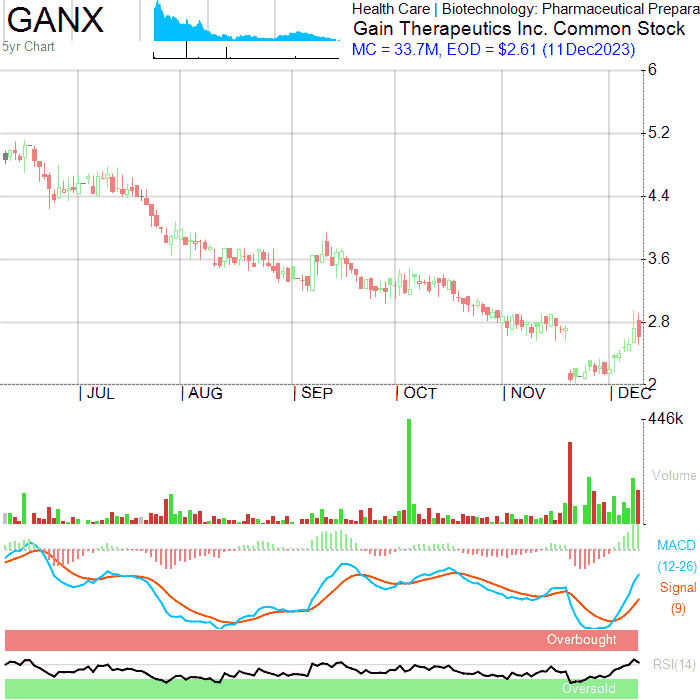 GANX
5yr Chart
Health Care | Biotechnology: Pharmaceutical Prepara
Gain Therapeutics Inc. Common Stock
MC = 33.7M, EOD = $2.61 (11Dec2023)
6
5.2
4.4
3.6
2.8
2
| JUL | AUG | SEP | OCT | NOV | DEC
446k
Volume
MACD
(12-26)
Signal
(9)
Overbought
RSI(14)
Oversold